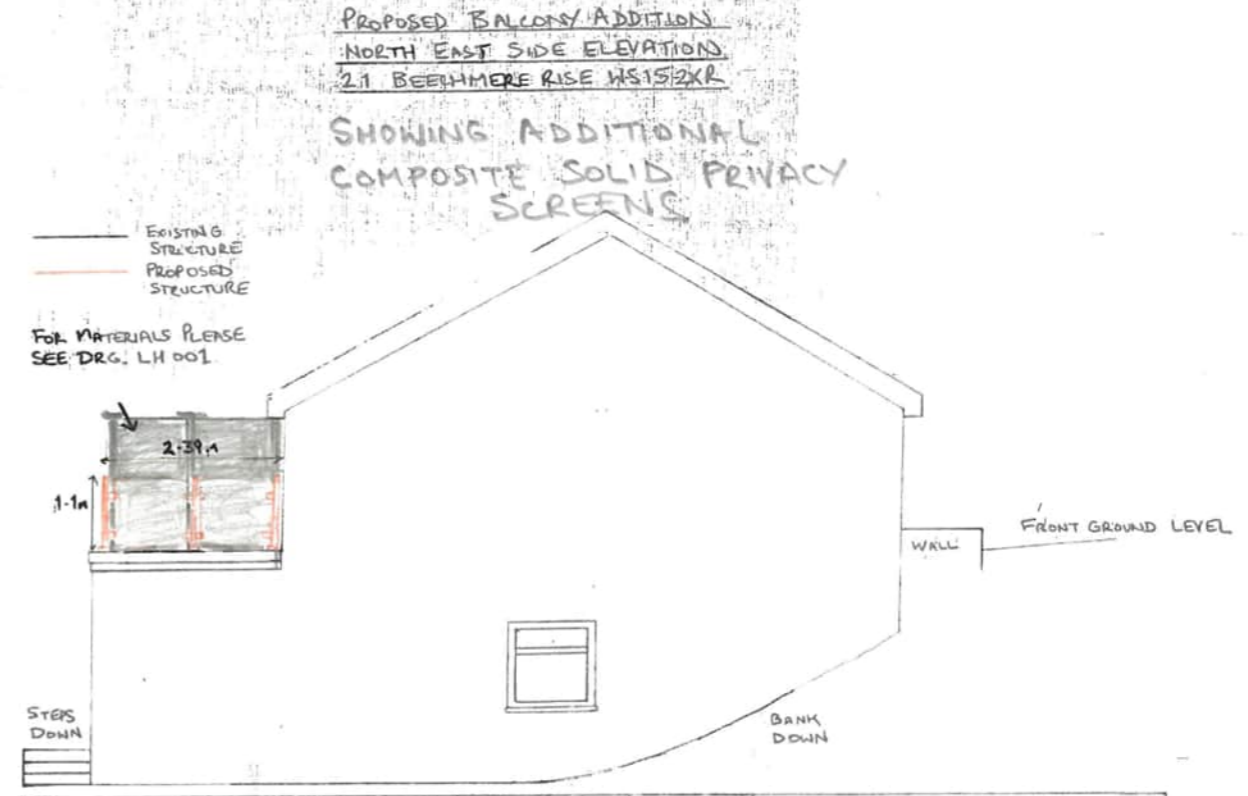 PROPOSED BALCONY ADDITION
NORTH EAST SIDE ELEVATION
21 BEECHMERE RISE WS15 2XR
SHOWING ADDITIONAL
COMPOSITE SOLID PRIVACY
SCREENS
EXISTING
STRUCTURE
PROPOSED
STRUCTURE
FOR MATERIALS PLEASE
SEE DRG. LH 001
2.39m
1.1m
FRONT GROUND LEVEL
WALL
STEPS
DOWN
BANK
DOWN